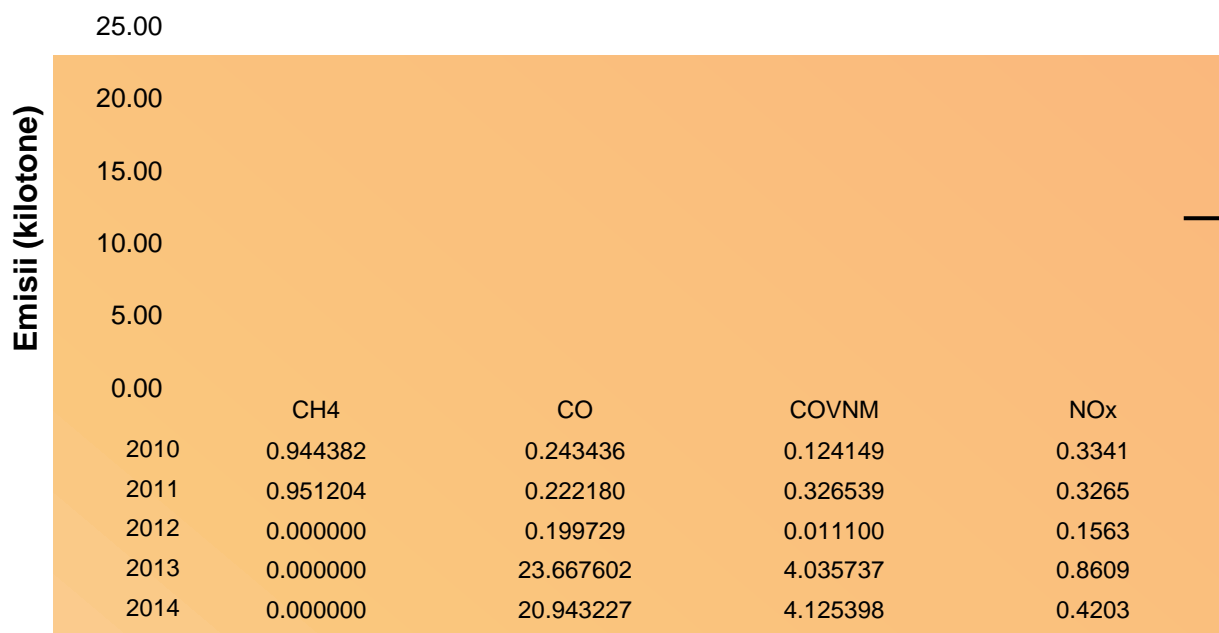 25.00
20.00
15.00
10.00
5.00
0.00
Emisii (kilotone)
CH4 CO COVNM NOx
2010 0.944382 0.243436 0.124149 0.3341
2011 0.951204 0.222180 0.326539 0.3265
2012 0.000000 0.199729 0.011100 0.1563
2013 0.000000 23.667602 4.035737 0.8609
2014 0.000000 20.943227 4.125398 0.4203